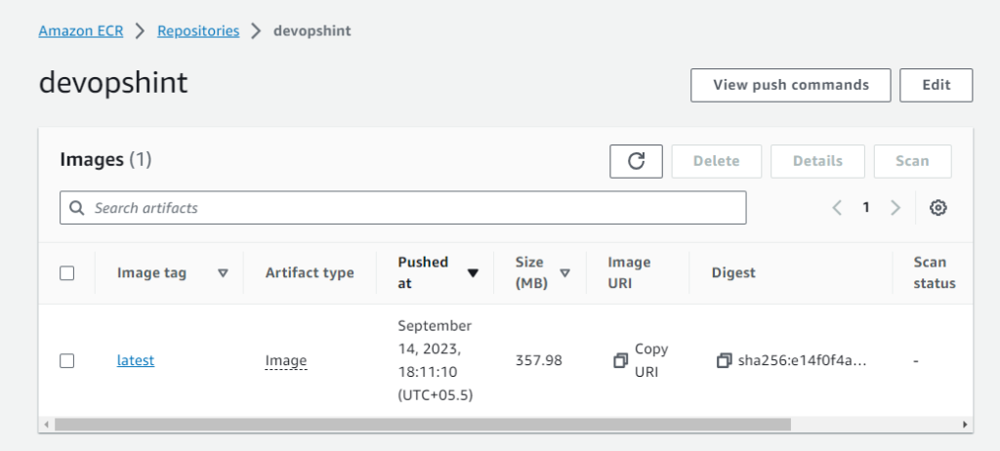 Amazon ECR > Repositories > devopshint
devopshint
View push commands
Edit
Images (1)
Delete
Details
Scan
Search artifacts
1
Image tag
Artifact type
Pushed
at
Size
(MB)
Image
URI
Digest
Scan
status
latest
Image
September
14, 2023,
18:11:10
(UTC+05.5)
357.98
Copy
URI
sha256:e14f0f4a...
-